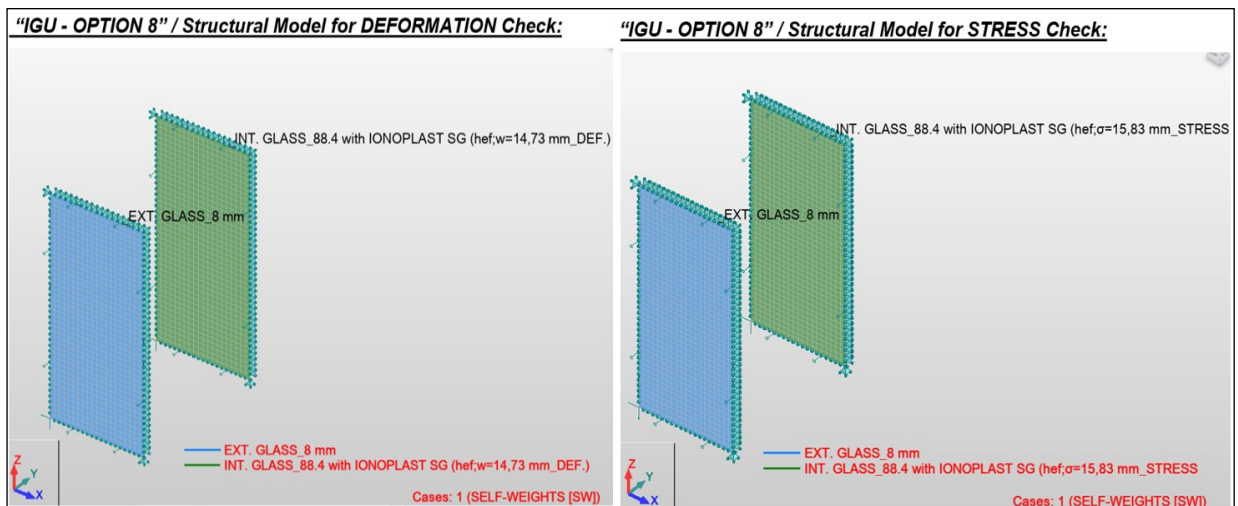 "IGU - OPTION 8" / Structural Model for DEFORMATION Check:
INT. GLASS_88.4 with IONOPLAST SG (hef;w=14,73 mm_DEF.)
EXT. GLASS_8 mm
EXT. GLASS_8 mm
INT. GLASS_88.4 with IONOPLAST SG (hef;w=14,73 mm_DEF.)
Cases: 1 (SELF-WEIGHTS [SW])
Z
Y
X
"IGU - OPTION 8" / Structural Model for STRESS Check:
INT. GLASS_88.4 with IONOPLAST SG (hef;σ=15,83 mm_STRESS
EXT. GLASS_8 mm
EXT. GLASS_8 mm
INT. GLASS_88.4 with IONOPLAST SG (hef;σ=15,83 mm_STRESS
Cases: 1 (SELF-WEIGHTS [SW])
Z
Y
X